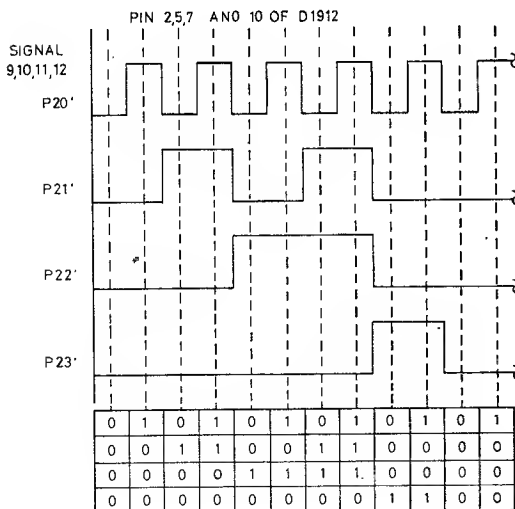 PIN 2,5,7 AN0 10 OF D1912
SIGNAL
9,10,11,12
P20'
P21'
P22'
P23'
0 1 0 1 0 1 0 1 0 1 0 1
0 0 1 1 0 0 1 1 0 0 0 0
0 0 0 0 1 1 1 1 0 0 0 0
0 0 0 0 0 0 0 0 1 1 0 0